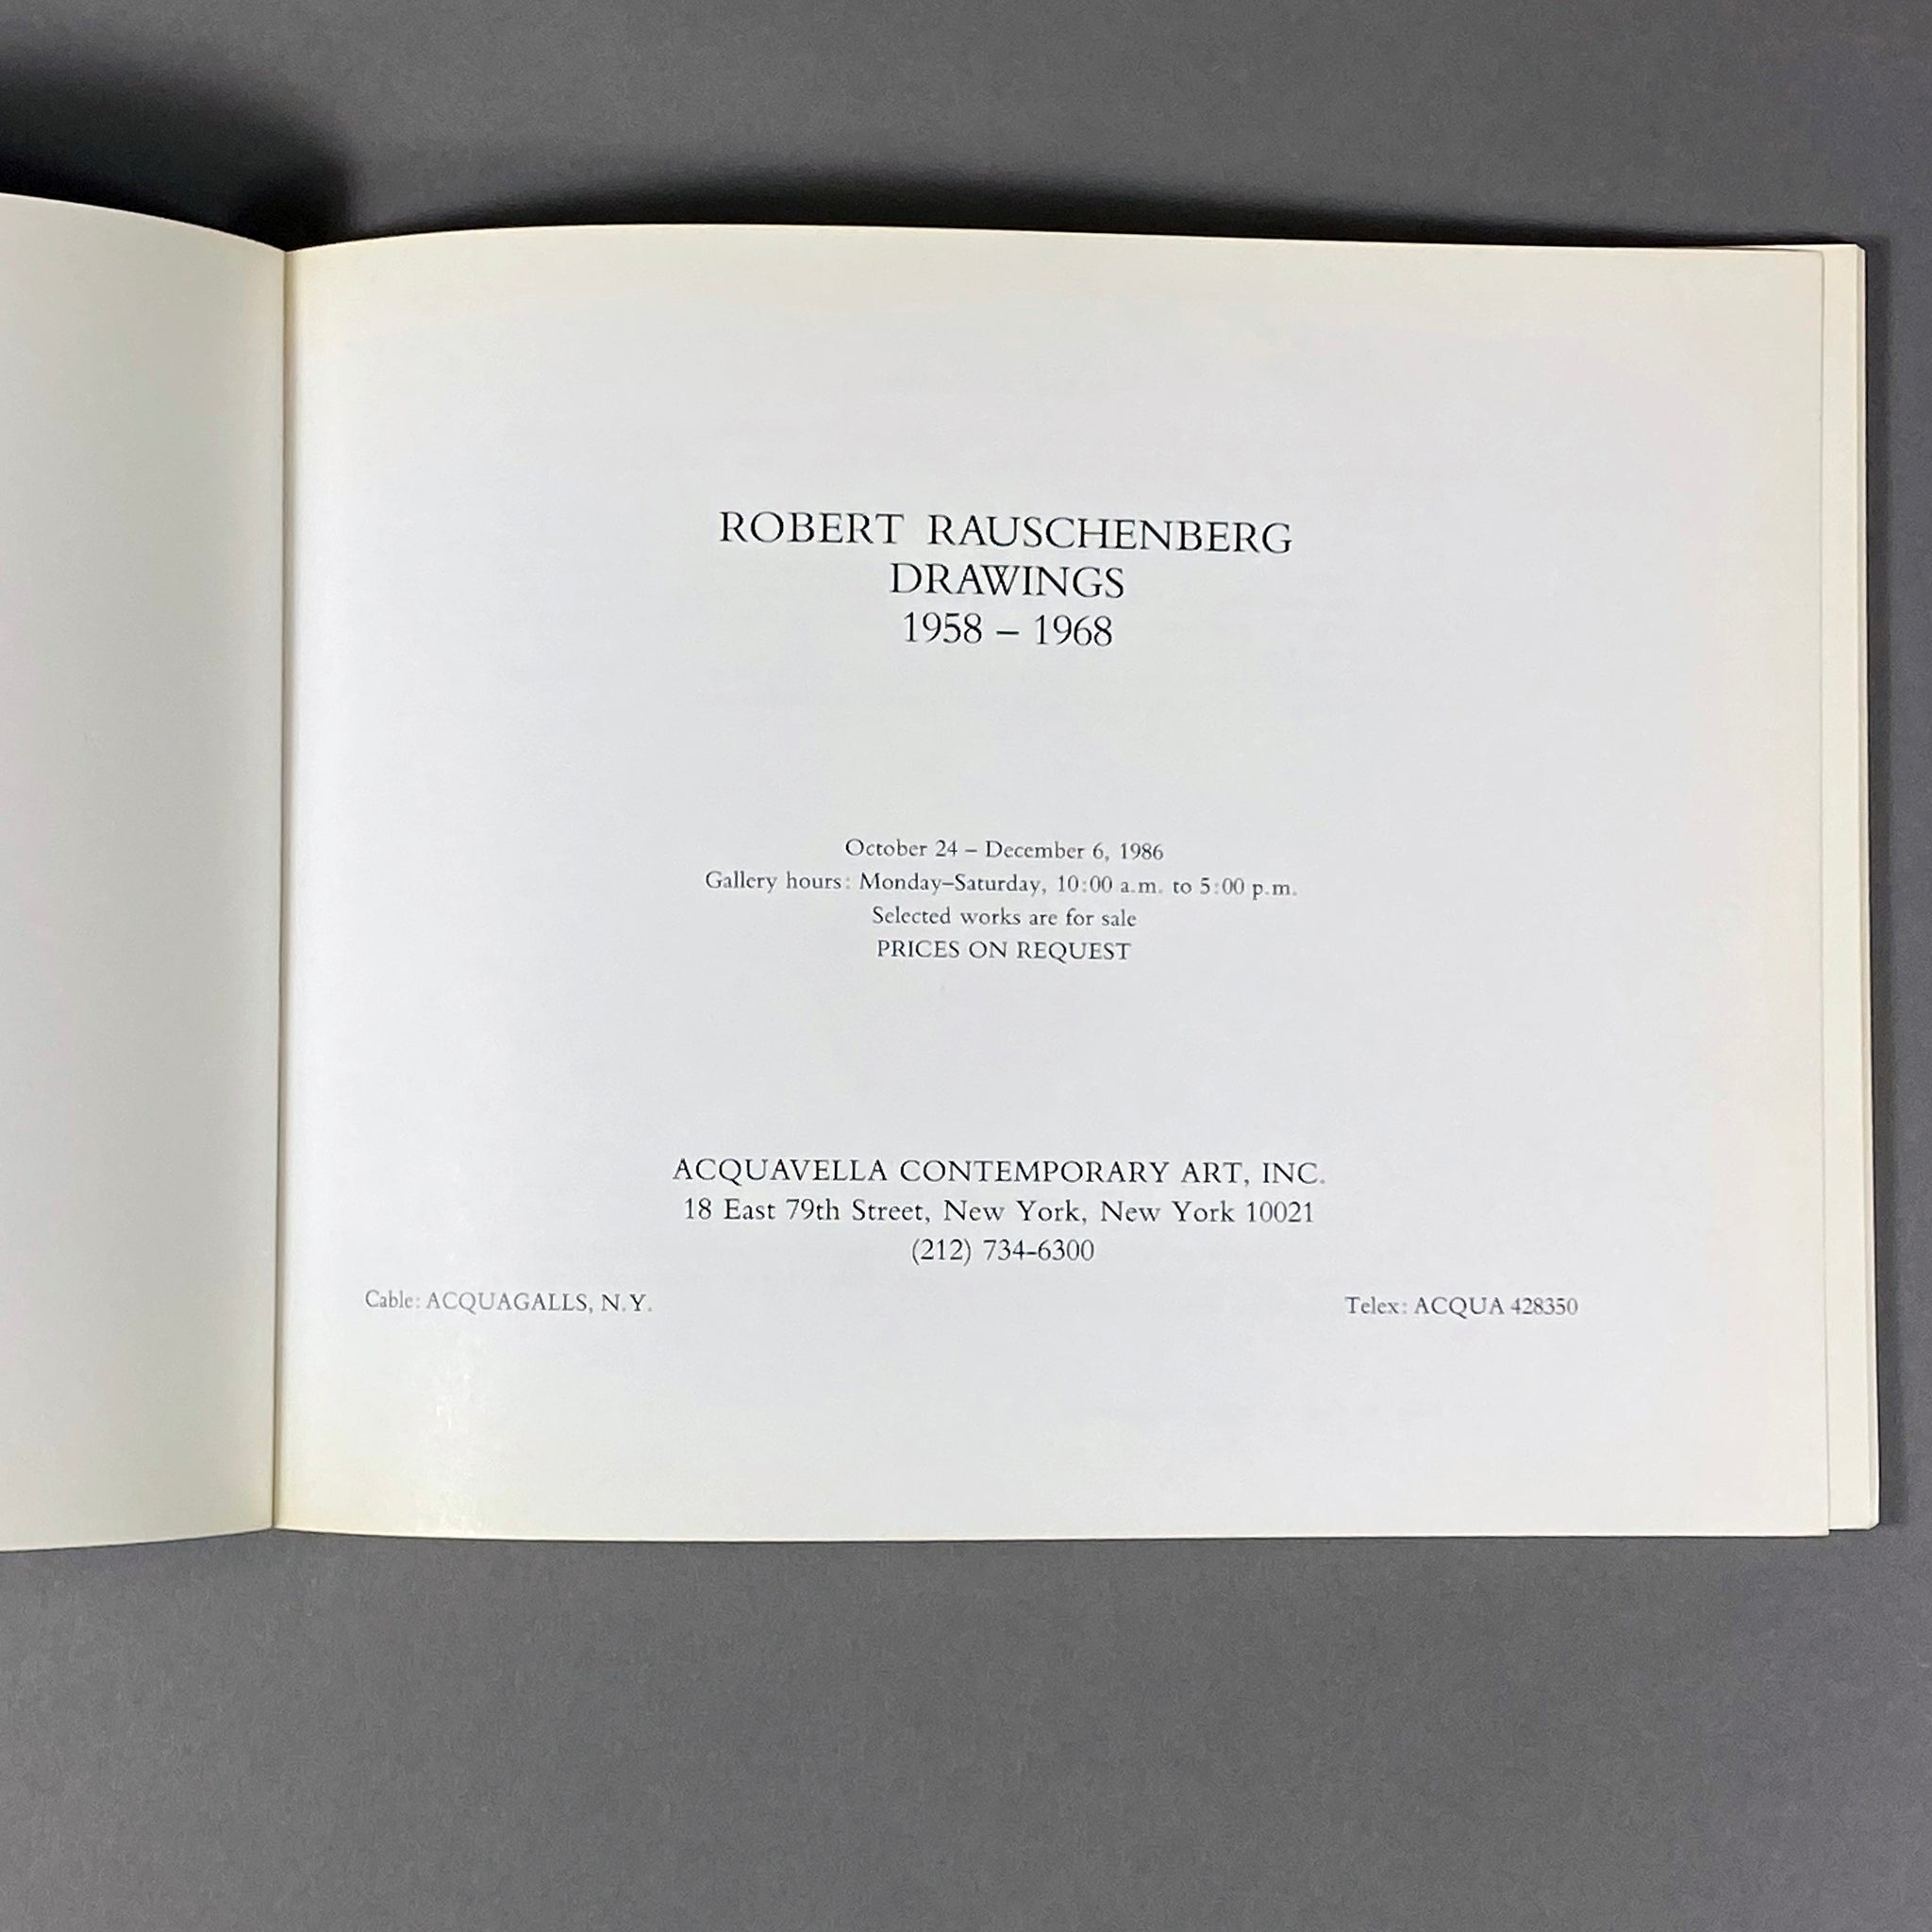 ROBERT RAUSCHENBERG
DRAWINGS
1958 – 1968
October 24 – December 6, 1986
Gallery hours: Monday–Saturday, 10:00 a.m. to 5:00 p.m.
Selected works are for sale
PRICES ON REQUEST
ACQUAVELLA CONTEMPORARY ART, INC.
18 East 79th Street, New York, New York 10021
(212) 734-6300
Cable: ACQUAGALLS, N.Y.
Telex: ACQUA 428350